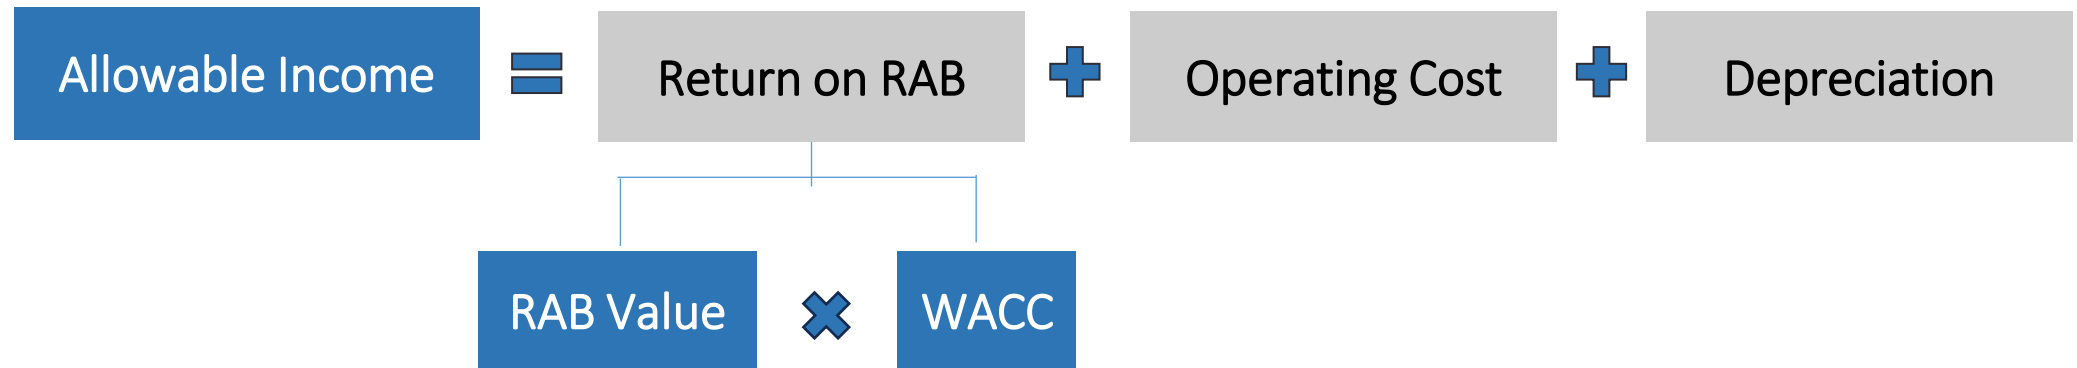 Allowable Income = Return on RAB + Operating Cost + Depreciation
RAB Value × WACC